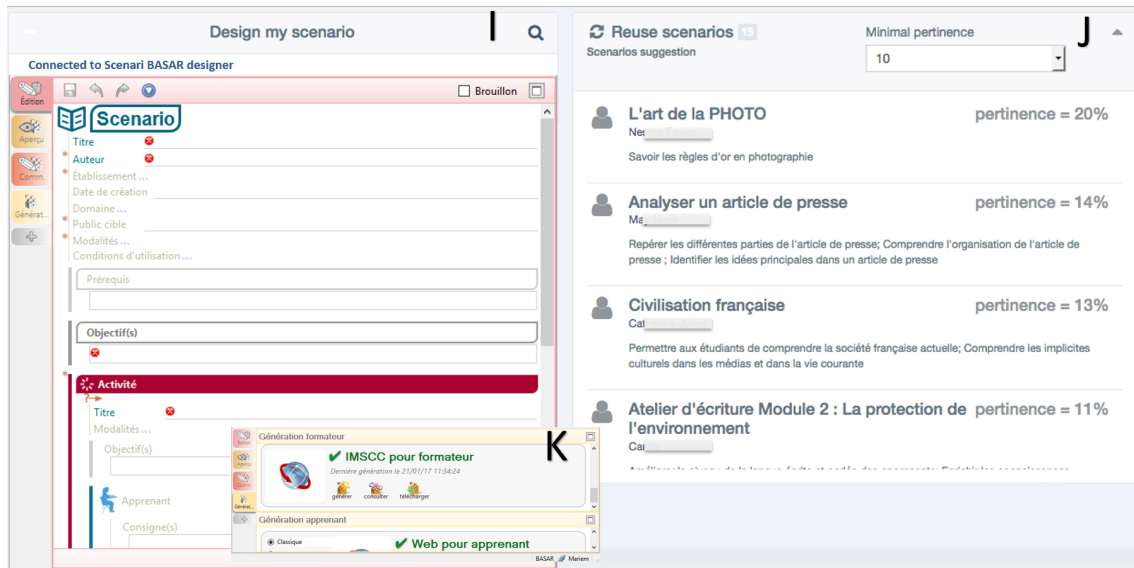 Design my scenario
I
Connected to Scenari BASAR designer
Édition
Aperçu
Comm.
Générat...
Brouillon
Scenario
Titre
* Auteur
Établissement ...
Date de création
Domaine ...
* Public cible
* Modalités ...
Conditions d'utilisation ...
Prérequis
Objectif(s)
* Activité
Titre
Modalités ...
Objectif(s)
Apprenant
Consigne(s)
K
Génération formateur
IMSCC pour formateur
Dernière génération le 21/01/17 11:34:24
générer consulter télécharger
Aperçu
Générat...
Génération apprenant
Classique
Web pour apprenant
BASAR Mariem
Reuse scenarios 15
Scenarios suggestion
Minimal pertinence
10
J
L'art de la PHOTO pertinence = 20%
Savoir les règles d'or en photographie
Analyser un article de presse pertinence = 14%
Repérer les différentes parties de l'article de presse; Comprendre l'organisation de l'article de
presse ; Identifier les idées principales dans un article de presse
Civilisation française pertinence = 13%
Permettre aux étudiants de comprendre la société française actuelle; Comprendre les implicites
culturels dans les médias et dans la vie courante
Atelier d'écriture Module 2 : La protection de pertinence = 11%
l'environnement